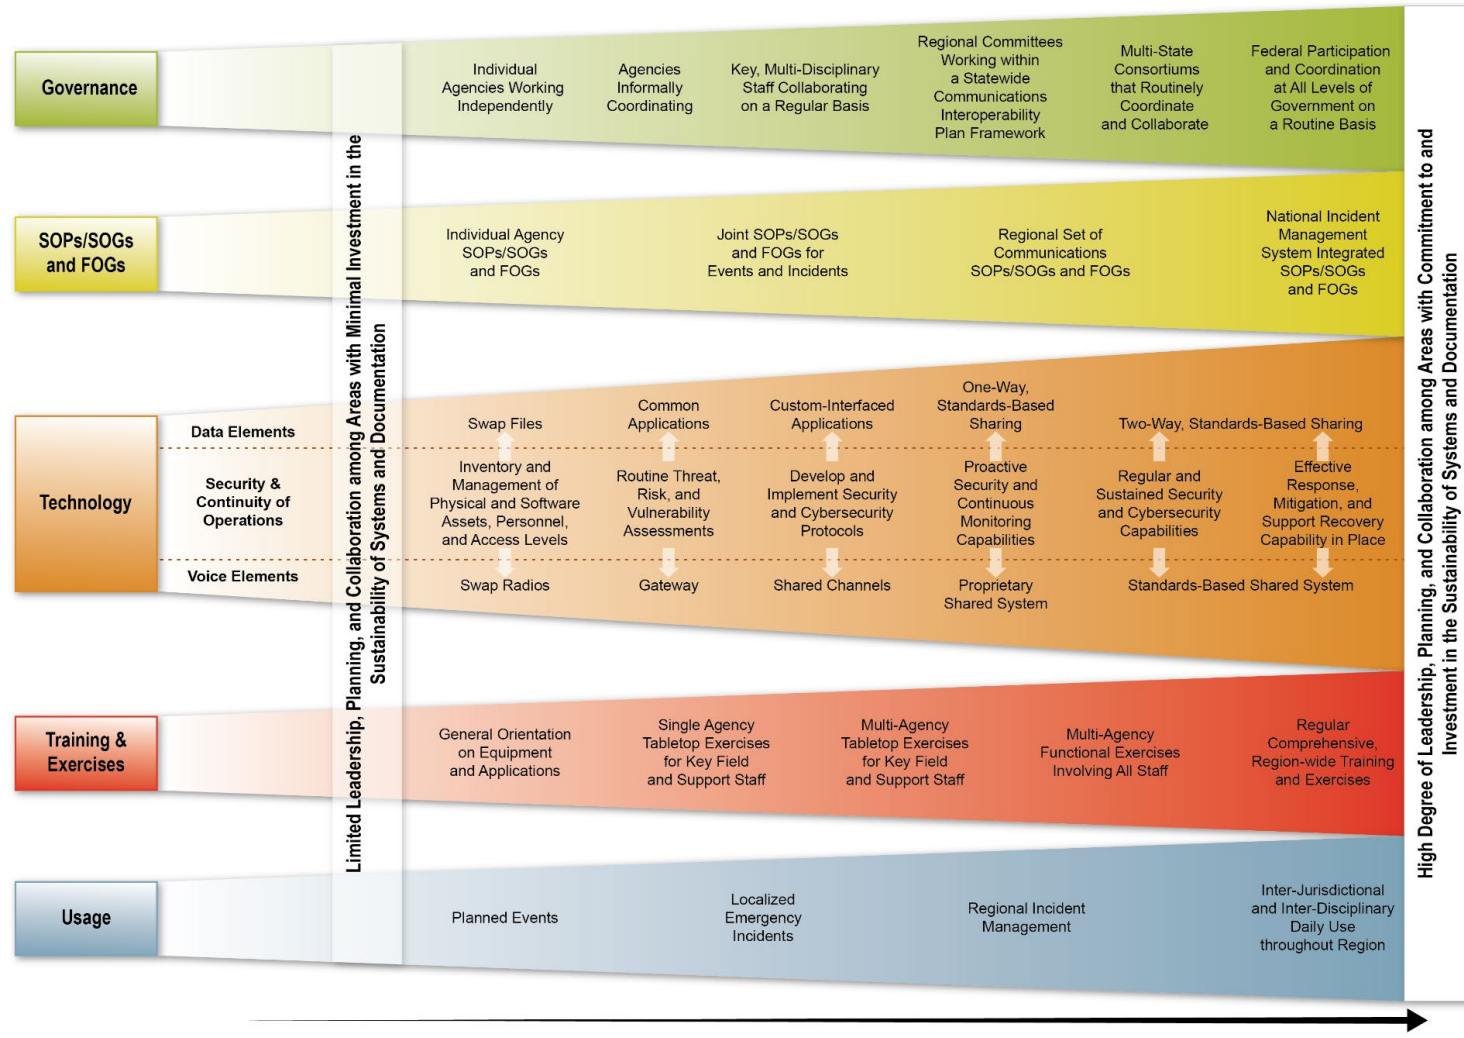 Governance
Individual
Agencies Working
Independently
Agencies
Informally
Coordinating
Key, Multi-Disciplinary
Staff Collaborating
on a Regular Basis
Regional Committees
Working within
a Statewide
Communications
Interoperability
Plan Framework
Multi-State
Consortiums
that Routinely
Coordinate
and Collaborate
Federal Participation
and Coordination
at All Levels of
Government on
a Routine Basis
SOPs/SOGs
and FOGs
Individual Agency
SOPs/SOGs
and FOGs
Joint SOPs/SOGs
and FOGs for
Events and Incidents
Regional Set of
Communications
SOPs/SOGs and FOGs
National Incident
Management
System Integrated
SOPs/SOGs
and FOGs
Technology
Data Elements
Swap Files
Common
Applications
Custom-Interfaced
Applications
One-Way,
Standards-Based
Sharing
Two-Way, Standards-Based Sharing
Security &
Continuity of
Operations
Inventory and
Management of
Physical and Software
Assets, Personnel,
and Access Levels
Routine Threat,
Risk, and
Vulnerability
Assessments
Develop and
Implement Security
and Cybersecurity
Protocols
Proactive
Security and
Continuous
Monitoring
Capabilities
Regular and
Sustained Security
and Cybersecurity
Capabilities
Effective
Response,
Mitigation, and
Support Recovery
Capability in Place
Voice Elements
Swap Radios
Gateway
Shared Channels
Proprietary
Shared System
Standards-Based Shared System
Training &
Exercises
General Orientation
on Equipment
and Applications
Single Agency
Tabletop Exercises
for Key Field
and Support Staff
Multi-Agency
Tabletop Exercises
for Key Field
and Support Staff
Multi-Agency
Functional Exercises
Involving All Staff
Regular
Comprehensive,
Region-wide Training
and Exercises
Usage
Planned Events
Localized
Emergency
Incidents
Regional Incident
Management
Inter-Jurisdictional
and Inter-Disciplinary
Daily Use
throughout Region
Limited Leadership, Planning, and Collaboration among Areas with Minimal Investment in the
Sustainability of Systems and Documentation
High Degree of Leadership, Planning, and Collaboration among Areas with Commitment to and
Investment in the Sustainability of Systems and Documentation